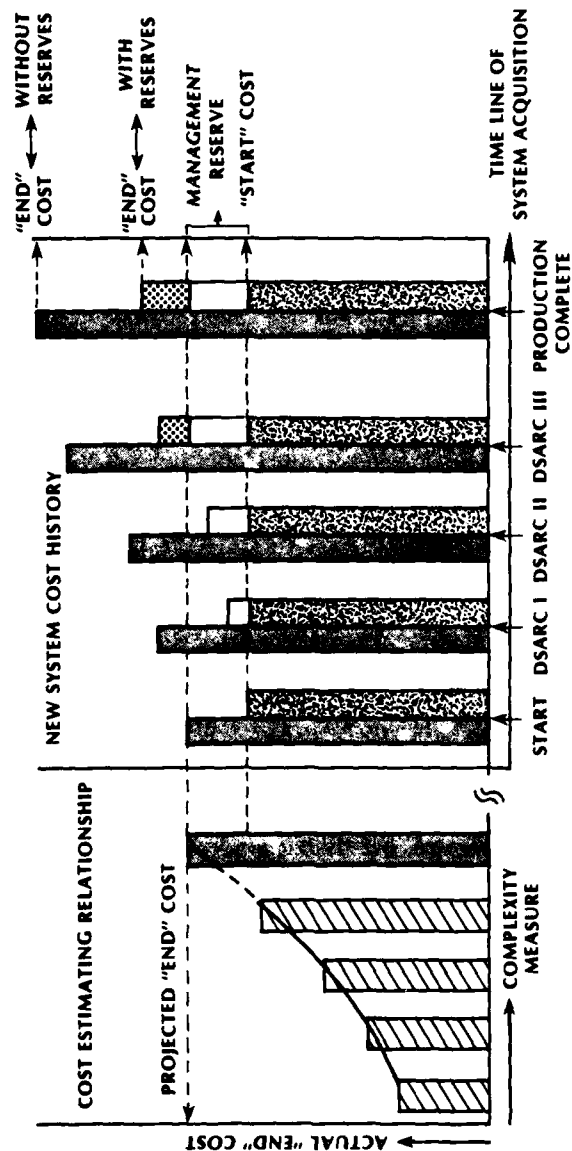 COST ESTIMATING RELATIONSHIP
PROJECTED "END" COST
ACTUAL "END" COST
COMPLEXITY
MEASURE
NEW SYSTEM COST HISTORY
START
DSARC I
DSARC II
DSARC III
PRODUCTION
COMPLETE
"END"
COST
WITHOUT
RESERVES
"END"
COST
WITH
RESERVES
MANAGEMENT
RESERVE
"START" COST
TIME LINE OF
SYSTEM ACQUISITION